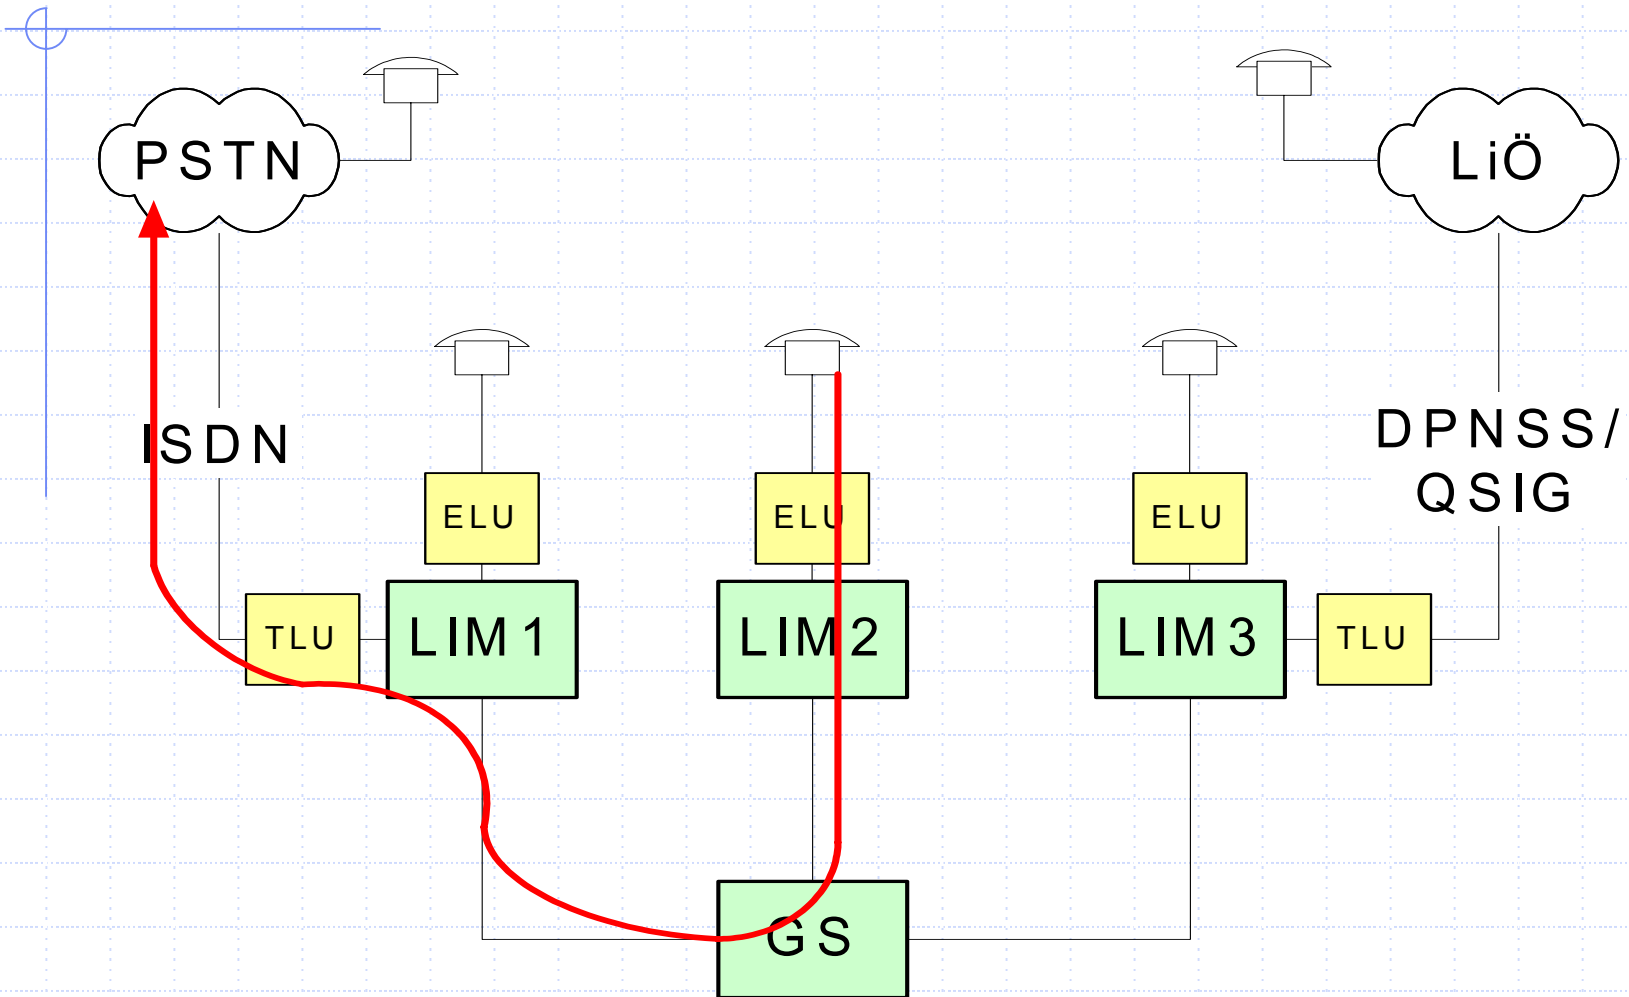 PSTN
LiÖ
ISDN
DPNSS/
QSIG
ELU
ELU
ELU
TLU
LIM1
LIM2
LIM3
TLU
GS